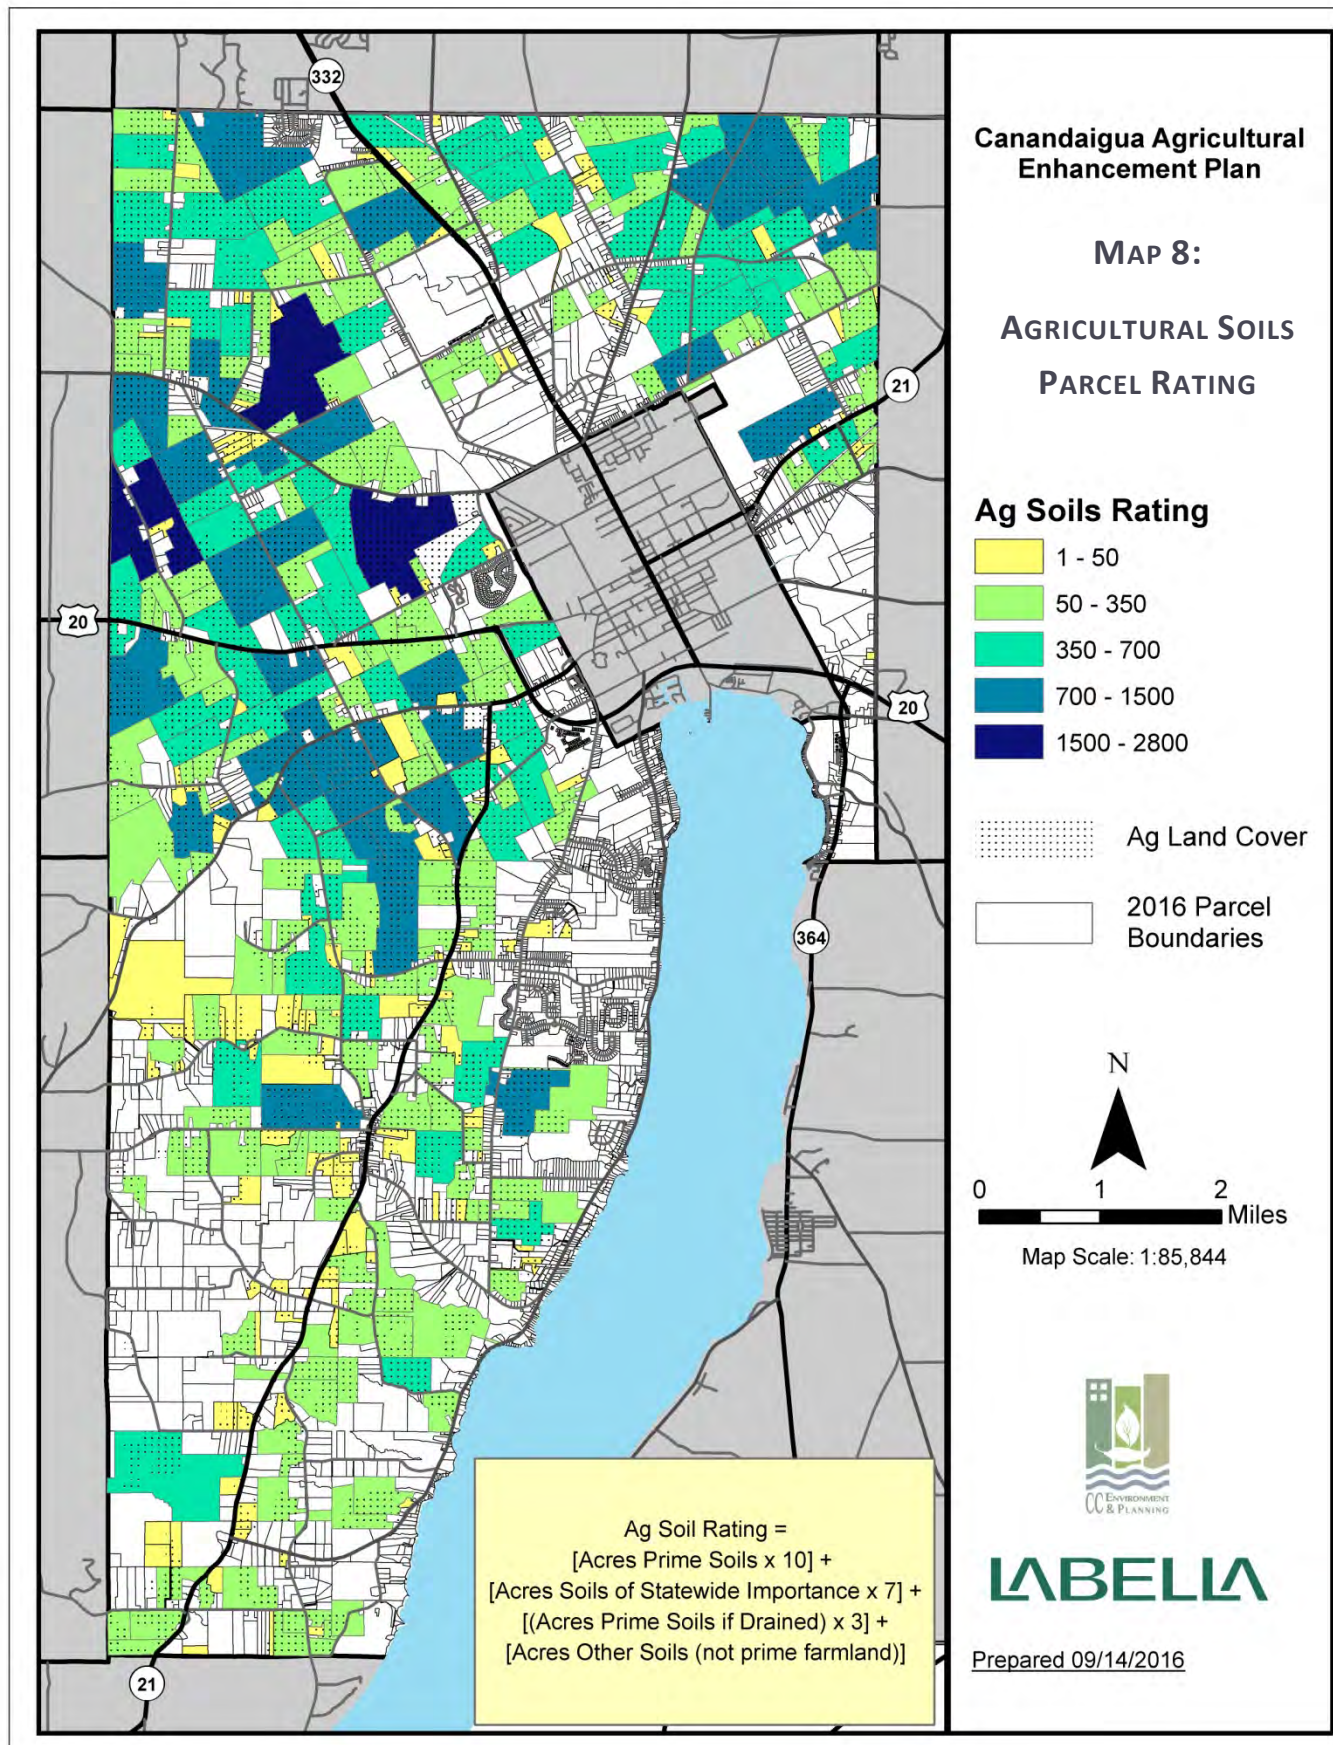 332
21
20
20
364
21
Canandaigua Agricultural
Enhancement Plan
MAP 8:
AGRICULTURAL SOILS
PARCEL RATING
Ag Soils Rating
1 - 50
50 - 350
350 - 700
700 - 1500
1500 - 2800
Ag Land Cover
2016 Parcel
Boundaries
N
0 1 2
Miles
Map Scale: 1:85,844
CC ENVIRONMENT
& PLANNING
LABELLA
Prepared 09/14/2016
Ag Soil Rating =
[Acres Prime Soils x 10] +
[Acres Soils of Statewide Importance x 7] +
[(Acres Prime Soils if Drained) x 3] +
[Acres Other Soils (not prime farmland)]